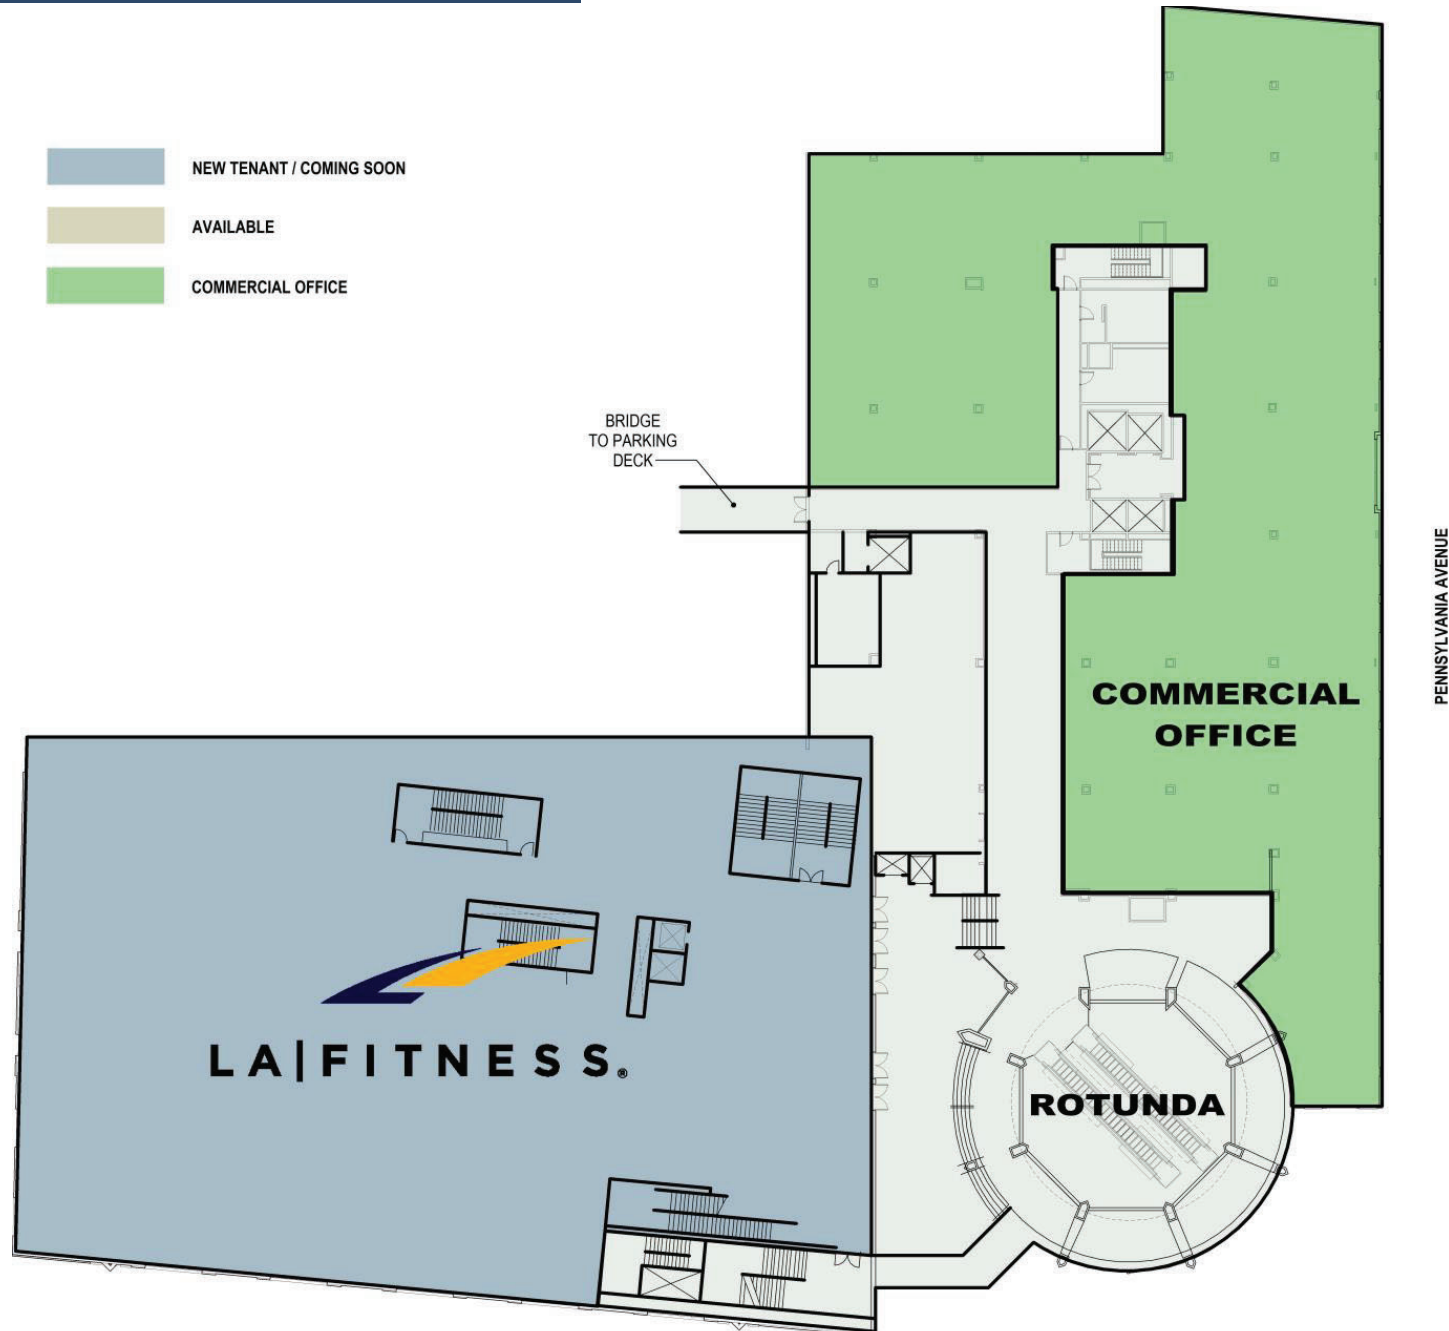 NEW TENANT / COMING SOON
AVAILABLE
COMMERCIAL OFFICE
BRIDGE
TO PARKING
DECK
PENNSYLVANIA AVENUE
COMMERCIAL
OFFICE
LA|FITNESS®
ROTUNDA